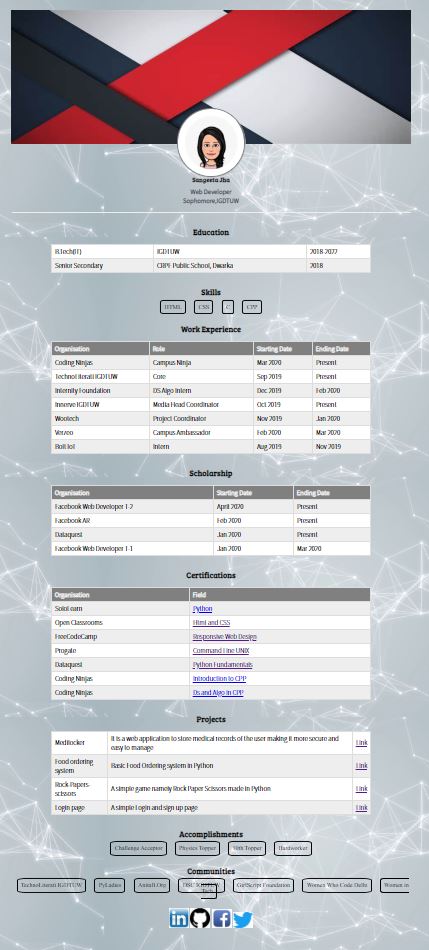 Sangeeta Jha
Web Developer
Sophomore,IGDTUW
Education
B.Tech(IT) IGDTUW 2018-2022
Senior Secondary CRPF Public School, Dwarka 2018
Skills
HTML CSS C CPP
Work Experience
Organisation Role Starting Date Ending Date
Coding Ninjas Campus Ninja Mar 2020 Present
TechnoLiterati IGDTUW Core Sep 2019 Present
Internity Foundation DS Algo Intern Dec 2019 Feb 2020
Innerve IGDTUW Media Head Coordinator Oct 2019 Present
Wootech Project Coordinator Nov 2019 Jan 2020
Verzeo Campus Ambassador Feb 2020 Mar 2020
Bolt IoT Intern Aug 2019 Nov 2019
Scholarship
Organisation Starting Date Ending Date
Facebook Web Developer T-2 April 2020 Present
Facebook AR Feb 2020 Present
Dataquest Jan 2020 Present
Facebook Web Developer T-1 Jan 2020 Mar 2020
Certifications
Organisation Field
SoloLearn Python
Open Classrooms Html and CSS
FreeCodeCamp Responsive Web Design
Progate Command Line UNIX
Dataquest Python Fundamentals
Coding Ninjas Introduction to CPP
Coding Ninjas Ds and Algo in CPP
Projects
Medilocker It is a web application to store medical records of the user making it more secure and easy to manage Link
Food ordering system Basic Food Ordering system in Python Link
Rock-Papers-scissors A simple game namely Rock Paper Scissors made in Python Link
Login page A simple Login and sign up page Link
Accomplishments
Challenge Acceptor Physics Topper 10th Topper Hardworker
Communities
TechnoLiterati IGDTUW PyLadies AnitaB.Org DSC IGDTUW GirlScript Foundation Women Who Code Delhi Women in
Tech